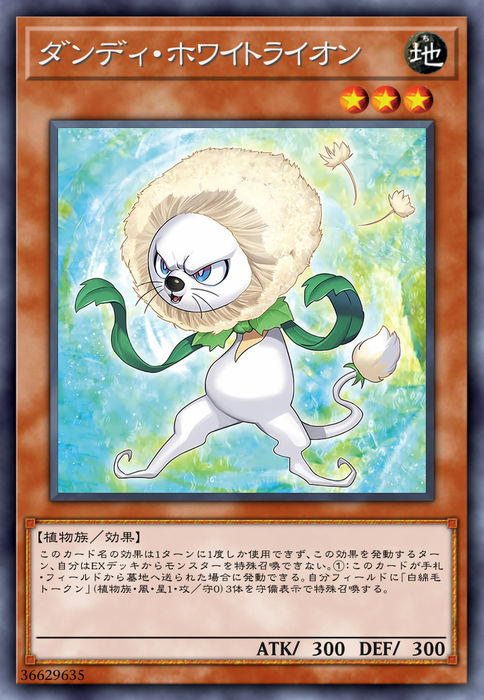 ダンディ・ホワイトライオン
ち
地
【植物族／効果】
このカード名の効果は1ターンに1度しか使用できず、この効果を発動するター
ン、自分はEXデッキからモンスターを特殊召喚できない。①：このカードが手札
・フィールドから墓地へ送られた場合に発動できる。自分フィールドに「白綿毛
トークン」(植物族・風・星1・攻／守0)3体を守備表示で特殊召喚する。
ATK/ 300 DEF/ 300
36629635